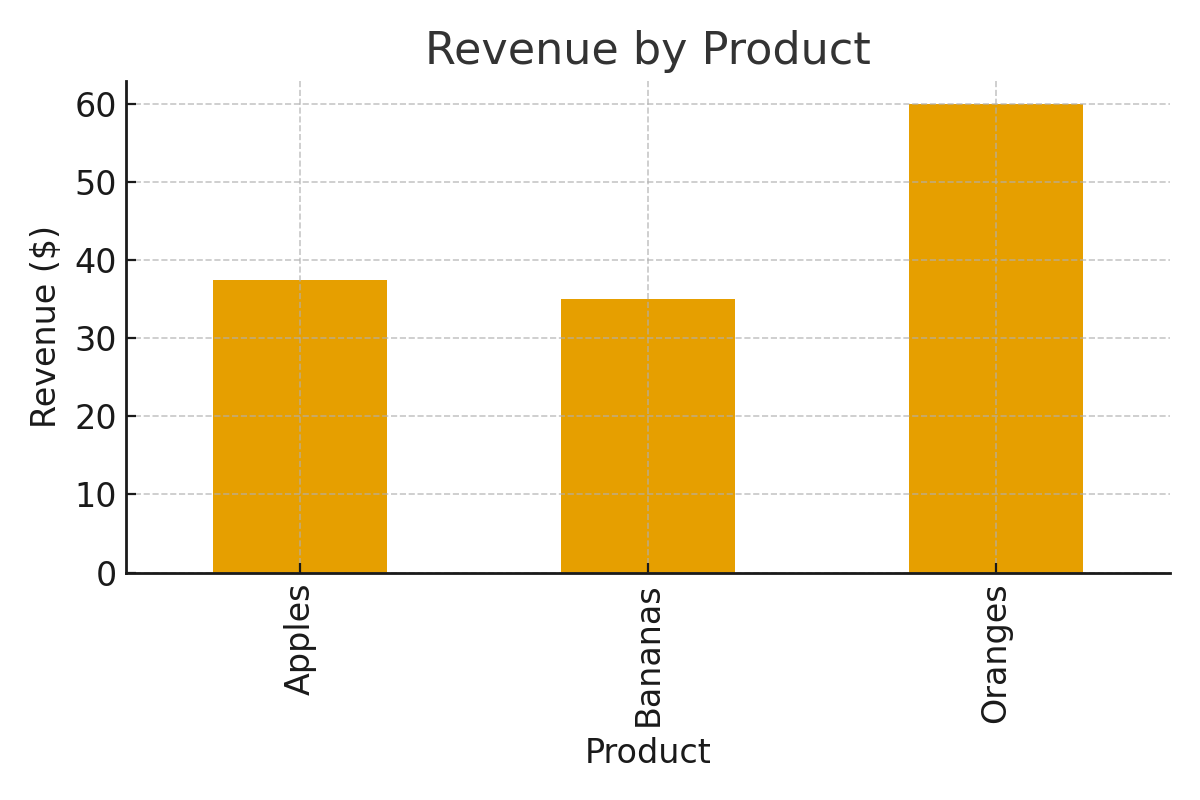 Revenue by Product
Revenue ($)
60
50
40
30
20
10
0
Apples
Bananas
Oranges
Product